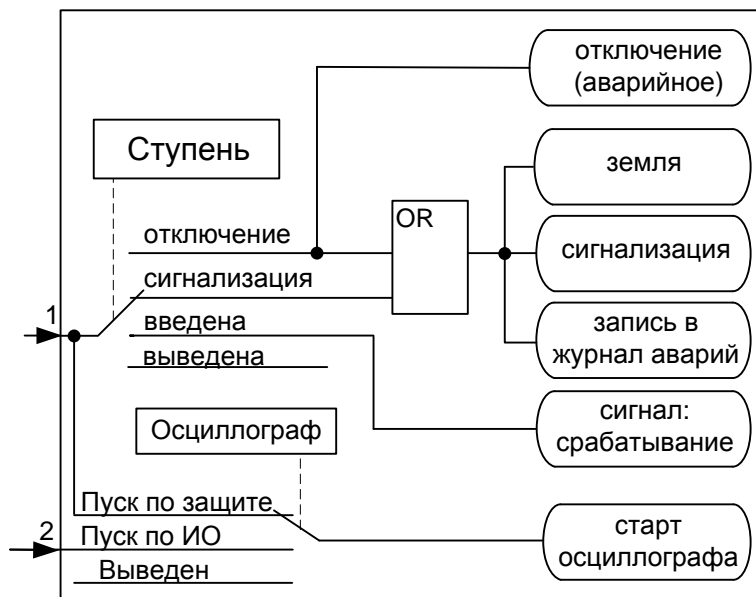 отключение
(аварийное)
Ступень
земля
OR
отключение
сигнализация
сигнализация
1
введена
запись в
журнал аварий
выведена
Осциллограф
сигнал:
срабатывание
Пуск по защите
2
Пуск по ИО
старт
осциллографа
Выведен